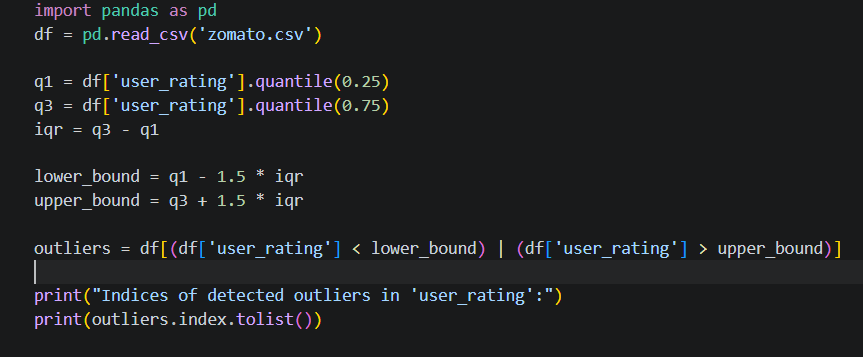 import pandas as pd
df = pd.read_csv('zomato.csv')
q1 = df['user_rating'].quantile(0.25)
q3 = df['user_rating'].quantile(0.75)
iqr = q3 - q1
lower_bound = q1 - 1.5 * iqr
upper_bound = q3 + 1.5 * iqr
outliers = df[(df['user_rating'] < lower_bound) | (df['user_rating'] > upper_bound)]
print("Indices of detected outliers in 'user_rating':")
print(outliers.index.tolist())